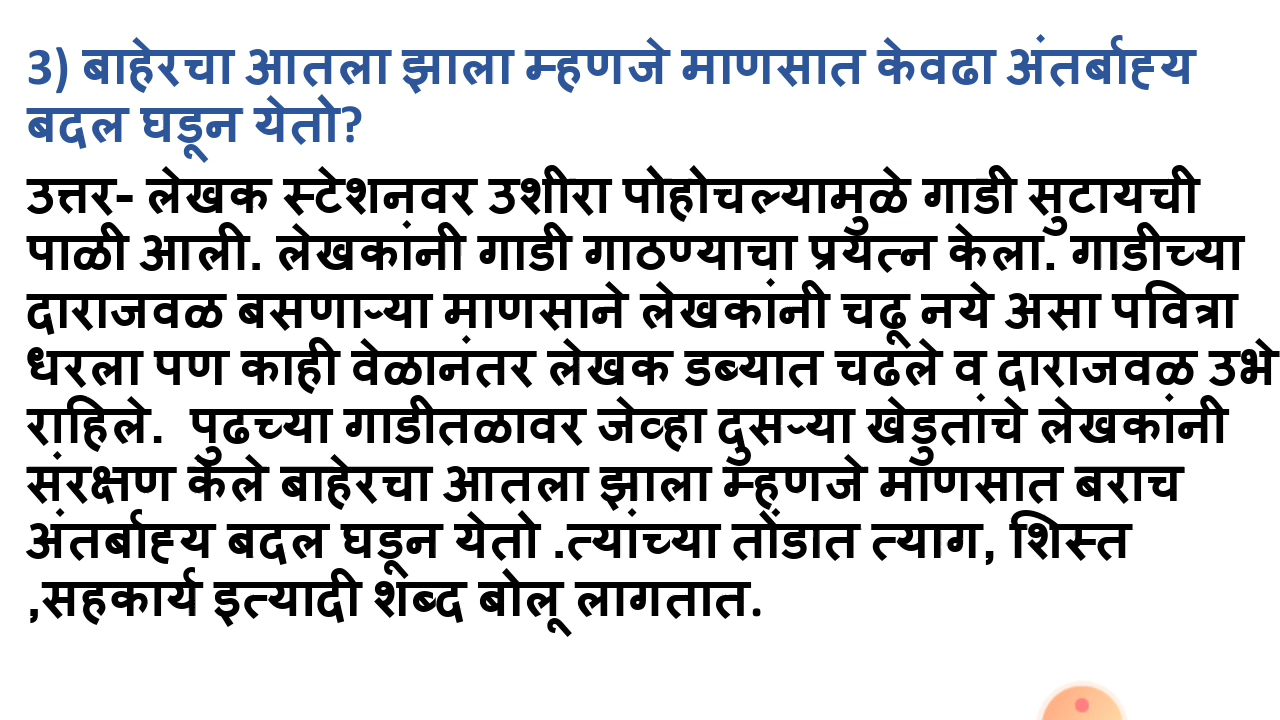 3) बाहेरचा आतला झाला म्हणजे माणसात केवढा अंतर्बाह्य
बदल घडून येतो?
उत्तर- लेखक स्टेशनवर उशीरा पोहोचल्यामुळे गाडी सुटायची
पाळी आली. लेखकांनी गाडी गाठण्याचा प्रयत्न केला. गाडीच्या
दाराजवळ बसणाऱ्या माणसाने लेखकांनी चढू नये असा पवित्रा
धरला पण काही वेळानंतर लेखक डब्यात चढले व दाराजवळ उभे
राहिले.  पुढच्या गाडीतळावर जेव्हा दुसऱ्या खेडुतांचे लेखकांनी
संरक्षण केले बाहेरचा आतला झाला म्हणजे माणसात बराच
अंतर्बाह्य बदल घडून येतो .त्यांच्या तोंडात त्याग, शिस्त
,सहकार्य इत्यादी शब्द बोलू लागतात.